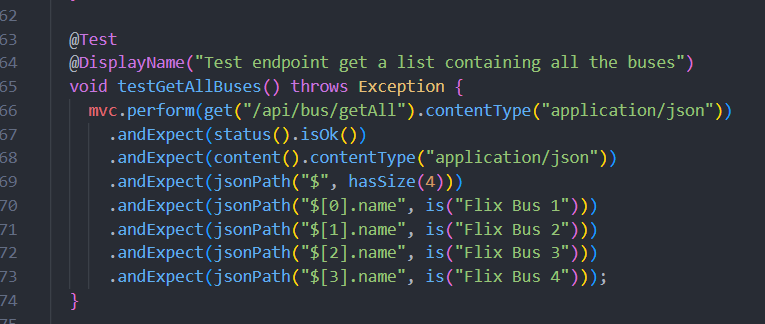 62
63 @Test
64 @DisplayName("Test endpoint get a list containing all the buses")
65 void testGetAllBuses() throws Exception {
66 mvc.perform(get("/api/bus/getAll").contentType("application/json"))
67 .andExpect(status().isOk())
68 .andExpect(content().contentType("application/json"))
69 .andExpect(jsonPath("$", hasSize(4)))
70 .andExpect(jsonPath("$[0].name", is("Flix Bus 1")))
71 .andExpect(jsonPath("$[1].name", is("Flix Bus 2")))
72 .andExpect(jsonPath("$[2].name", is("Flix Bus 3")))
73 .andExpect(jsonPath("$[3].name", is("Flix Bus 4")));
74 }